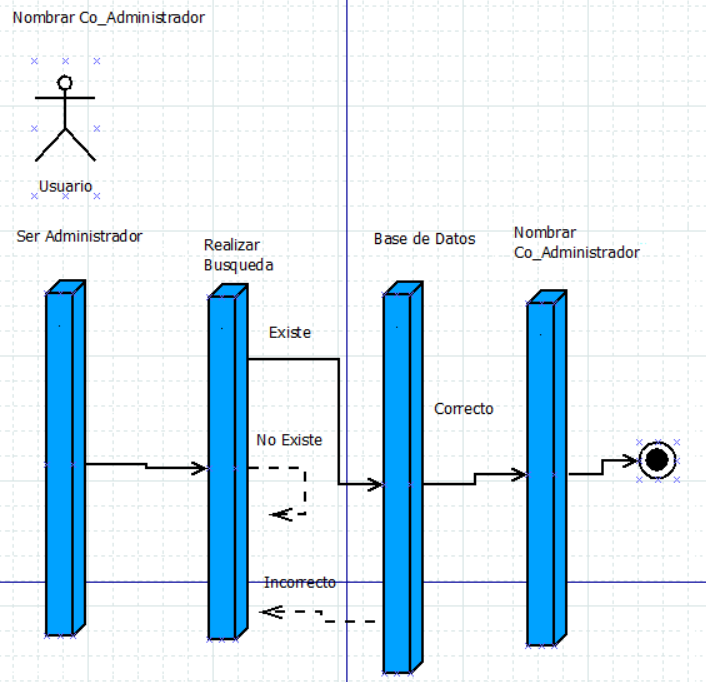 Nombrar Co_Administrador
Usuario
Ser Administrador
Realizar
Busqueda
Base de Datos
Nombrar
Co_Administrador
Existe
Correcto
No Existe
Incorrecto